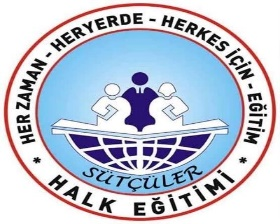 HER ZAMAN - HERYERDE - HERKES İÇİN - EĞİTİM
SÜTÇÜLER
* HALK EĞİTİMİ *